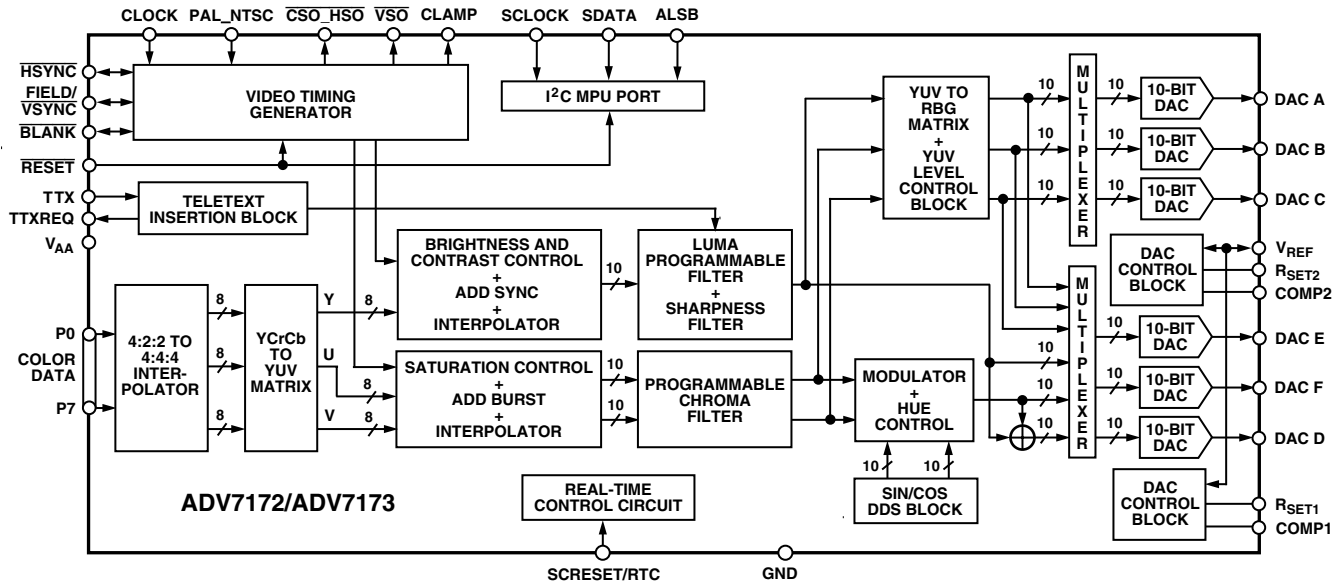 CLOCK
PAL_NTSC
CSO_HSO
VSO
CLAMP
SCLOCK
SDATA
ALSB
HSYNC
FIELD/
VSYNC
BLANK
RESET
TTX
TTXREQ
VAA
P0
COLOR
DATA
P7
VIDEO TIMING
GENERATOR
I2C MPU PORT
TELETEXT
INSERTION BLOCK
4:2:2 TO
4:4:4
INTER-
POLATOR
8
8
8
YCrCb
TO
YUV
MATRIX
Y
U
V
8
8
8
BRIGHTNESS AND
CONTRAST CONTROL
+
ADD SYNC
+
INTERPOLATOR
10
SATURATION CONTROL
+
ADD BURST
+
INTERPOLATOR
10
10
LUMA
PROGRAMMABLE
FILTER
+
SHARPNESS
FILTER
PROGRAMMABLE
CHROMA
FILTER
YUV TO
RBG
MATRIX
+
YUV
LEVEL
CONTROL
BLOCK
10
10
10
MULTIPLEXER
10
10
10
10-BIT
DAC
10-BIT
DAC
10-BIT
DAC
DAC A
DAC B
DAC C
DAC
CONTROL
BLOCK
VREF
RSET2
COMP2
MODULATOR
+
HUE
CONTROL
10
10
SIN/COS
DDS BLOCK
10
10
10
MULTIPLEXER
10
10
10
10-BIT
DAC
10-BIT
DAC
10-BIT
DAC
DAC E
DAC F
DAC D
DAC
CONTROL
BLOCK
RSET1
COMP1
REAL-TIME
CONTROL CIRCUIT
ADV7172/ADV7173
SCRESET/RTC
GND